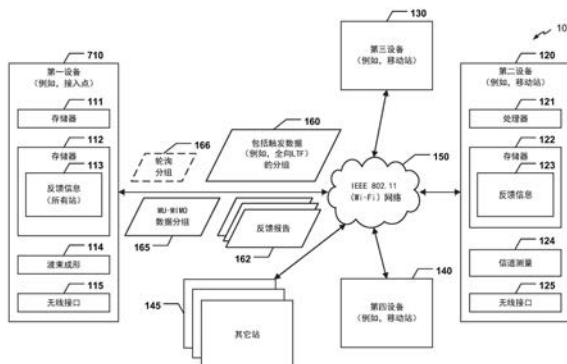 130
10
710
第三设备
(例如,移动站)
120
第一设备
(例如,接入点)
第二设备
(例如,移动站)
111
存储器
160
121
处理器
166
轮询
分组
包括触发数据
(例如,全向LTF)
的分组
112
存储器
150
122
存储器
113
反馈信息
(所有站)
IEEE 802.11
(Wi-Fi) 网络
123
反馈信息
MU-MIMO
数据分组
反馈报告
165
162
114
波束成形
145
140
124
信道测量
115
无线接口
其它站
第四设备
(例如,移动站)
125
无线接口